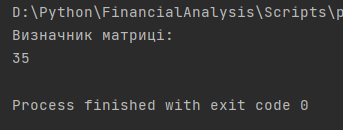 D:\Python\FinancialAnalysis\Scripts\p
Визначник матриці:
35
Process finished with exit code 0